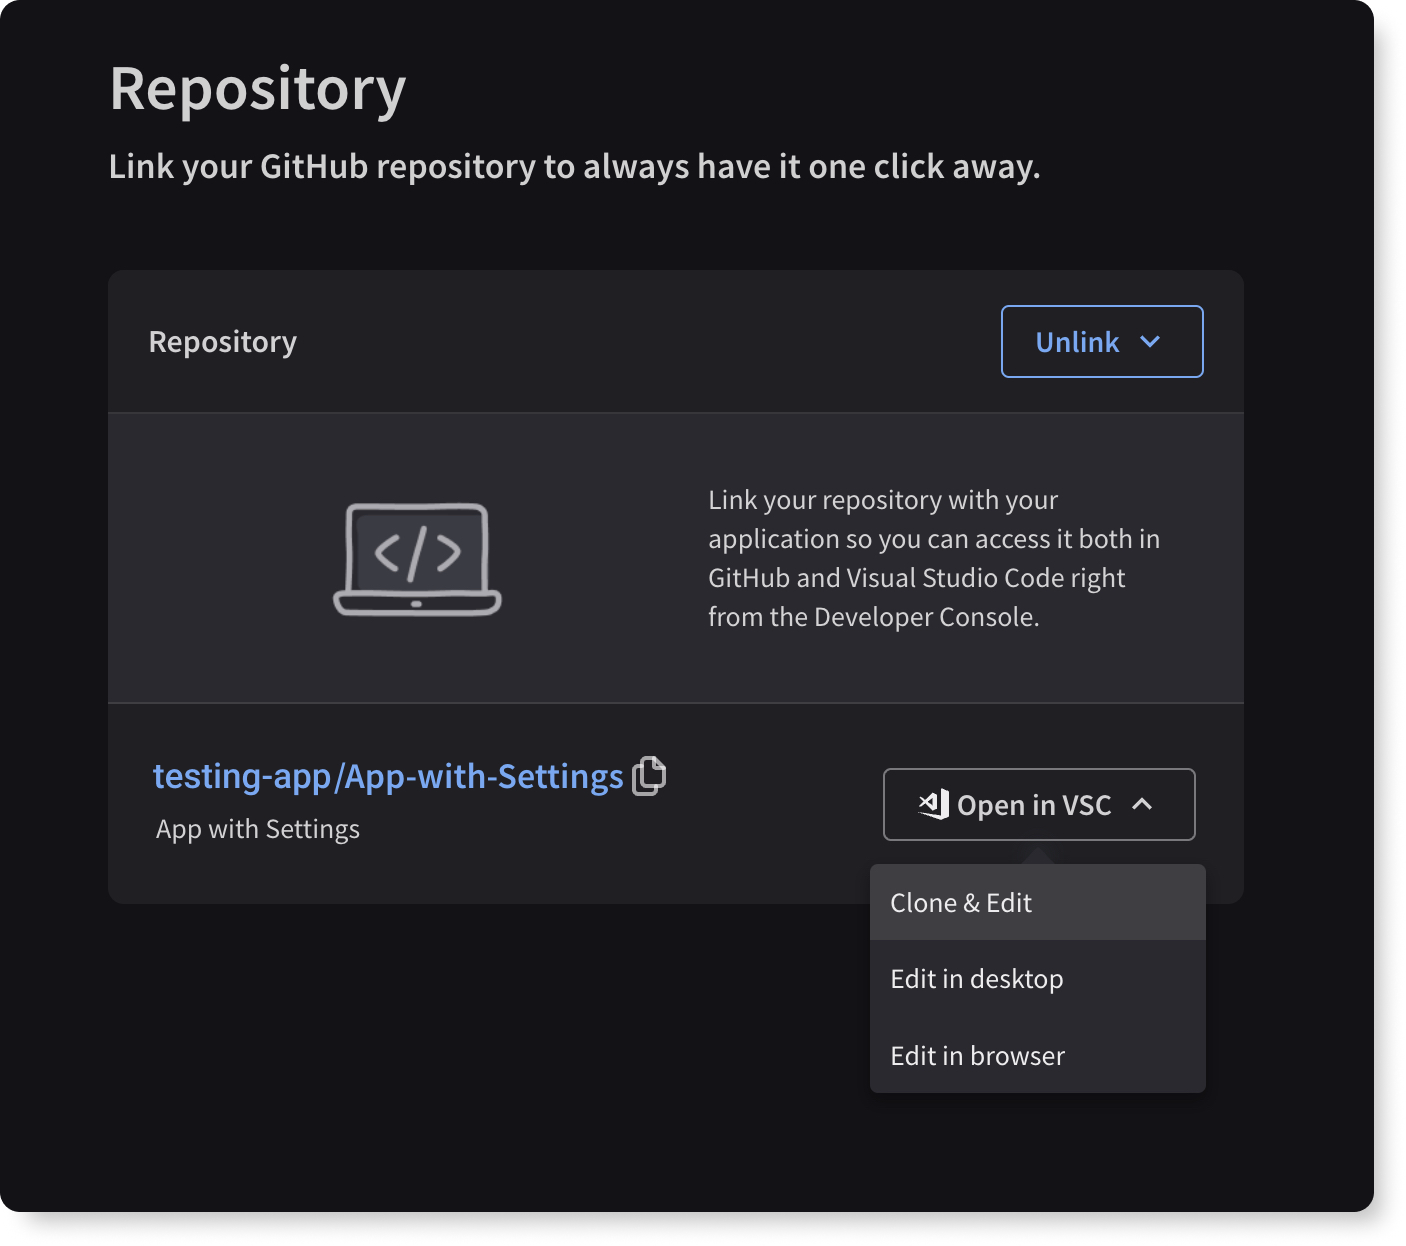 Repository
Link your GitHub repository to always have it one click away.
Repository
Unlink
</>
Link your repository with your
application so you can access it both in
GitHub and Visual Studio Code right
from the Developer Console.
testing-app/App-with-Settings
App with Settings
Open in VSC
Clone & Edit
Edit in desktop
Edit in browser